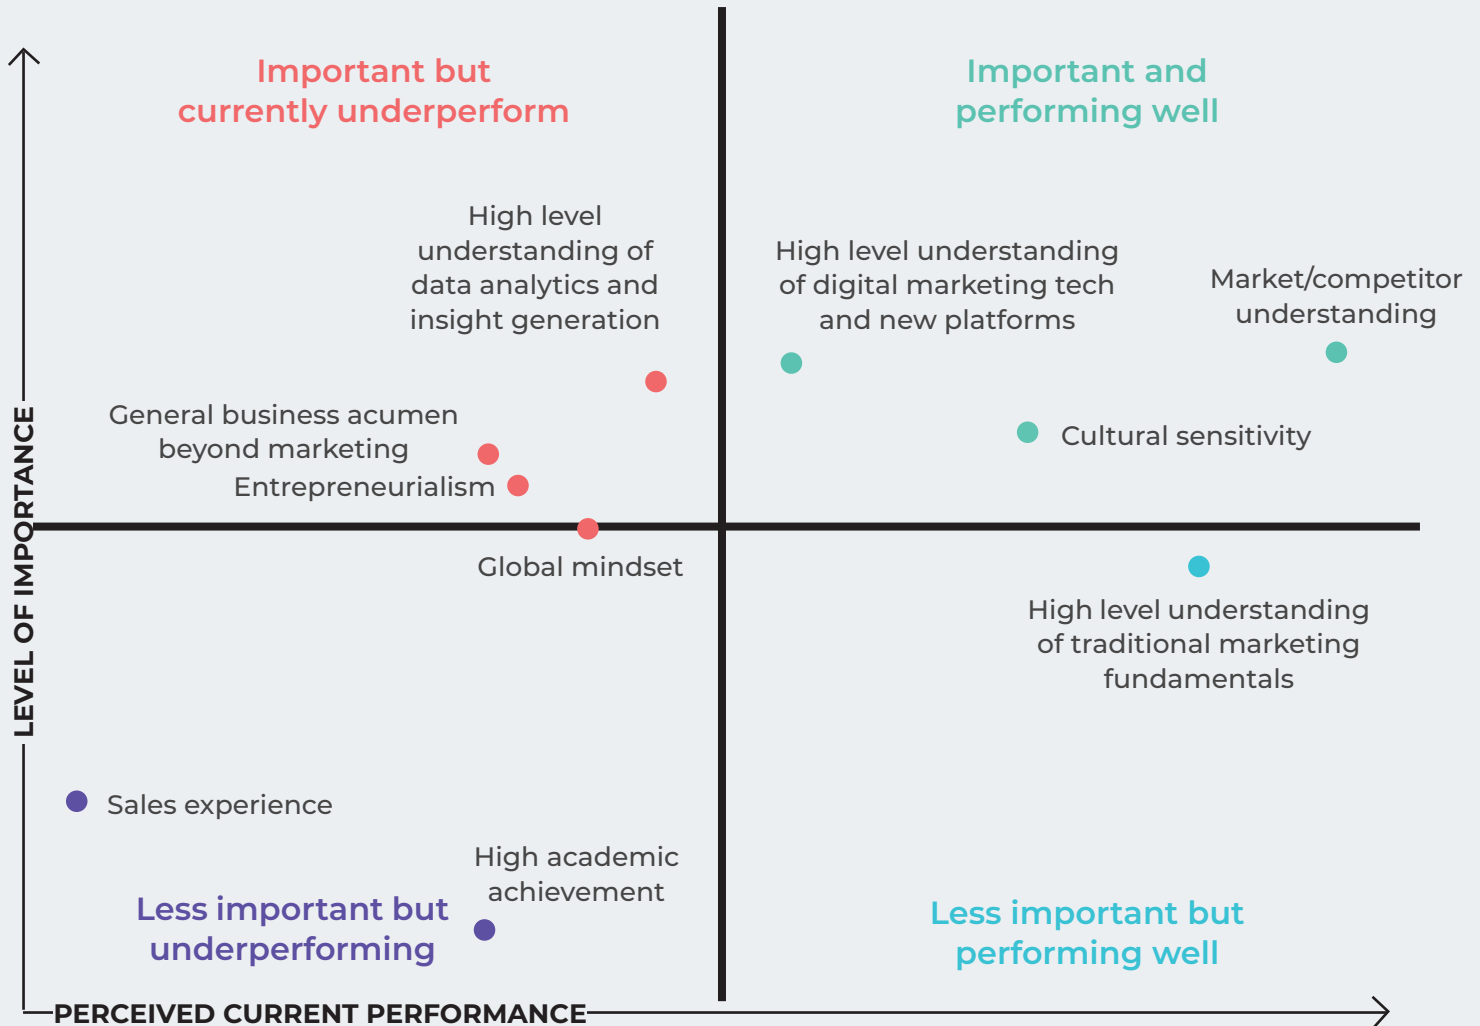 Important but
currently underperform
Important and
performing well
High level
understanding of
data analytics and
insight generation
High level understanding
of digital marketing tech
and new platforms
Market/competitor
understanding
General business acumen
beyond marketing
Cultural sensitivity
Entrepreneurialism
Global mindset
High level understanding
of traditional marketing
fundamentals
LEVEL OF IMPORTANCE
Sales experience
High academic
achievement
Less important but
underperforming
Less important but
performing well
PERCEIVED CURRENT PERFORMANCE